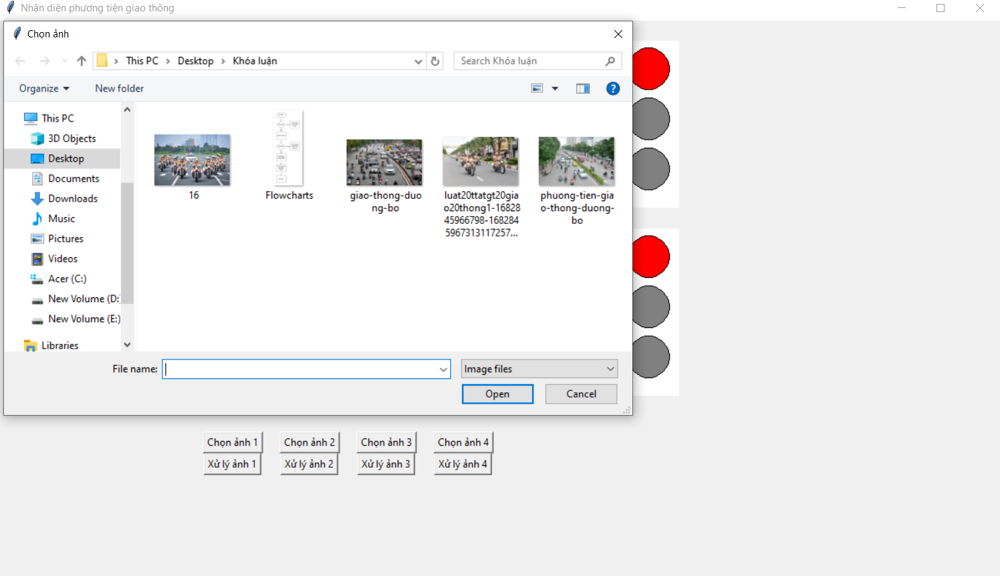 Nhận diện phương tiện giao thông
Chọn ảnh
This PC
Desktop
Khóa luận
Search Khóa luận
Organize
New folder
This PC
3D Objects
Desktop
Documents
Downloads
Music
Pictures
Videos
Acer (C:)
New Volume (D:
New Volume (E:)
Libraries
16
Flowcharts
giao-thong-duo
ng-bo
luat20ttatgt20gia
o20thong1-16828
45966798-168284
5967313117257...
phuong-tien-gia
o-thong-duong-
bo
File name:
Image files
Open
Cancel
Chọn ảnh 1
Chọn ảnh 2
Chọn ảnh 3
Chọn ảnh 4
Xử lý ảnh 1
Xử lý ảnh 2
Xử lý ảnh 3
Xử lý ảnh 4